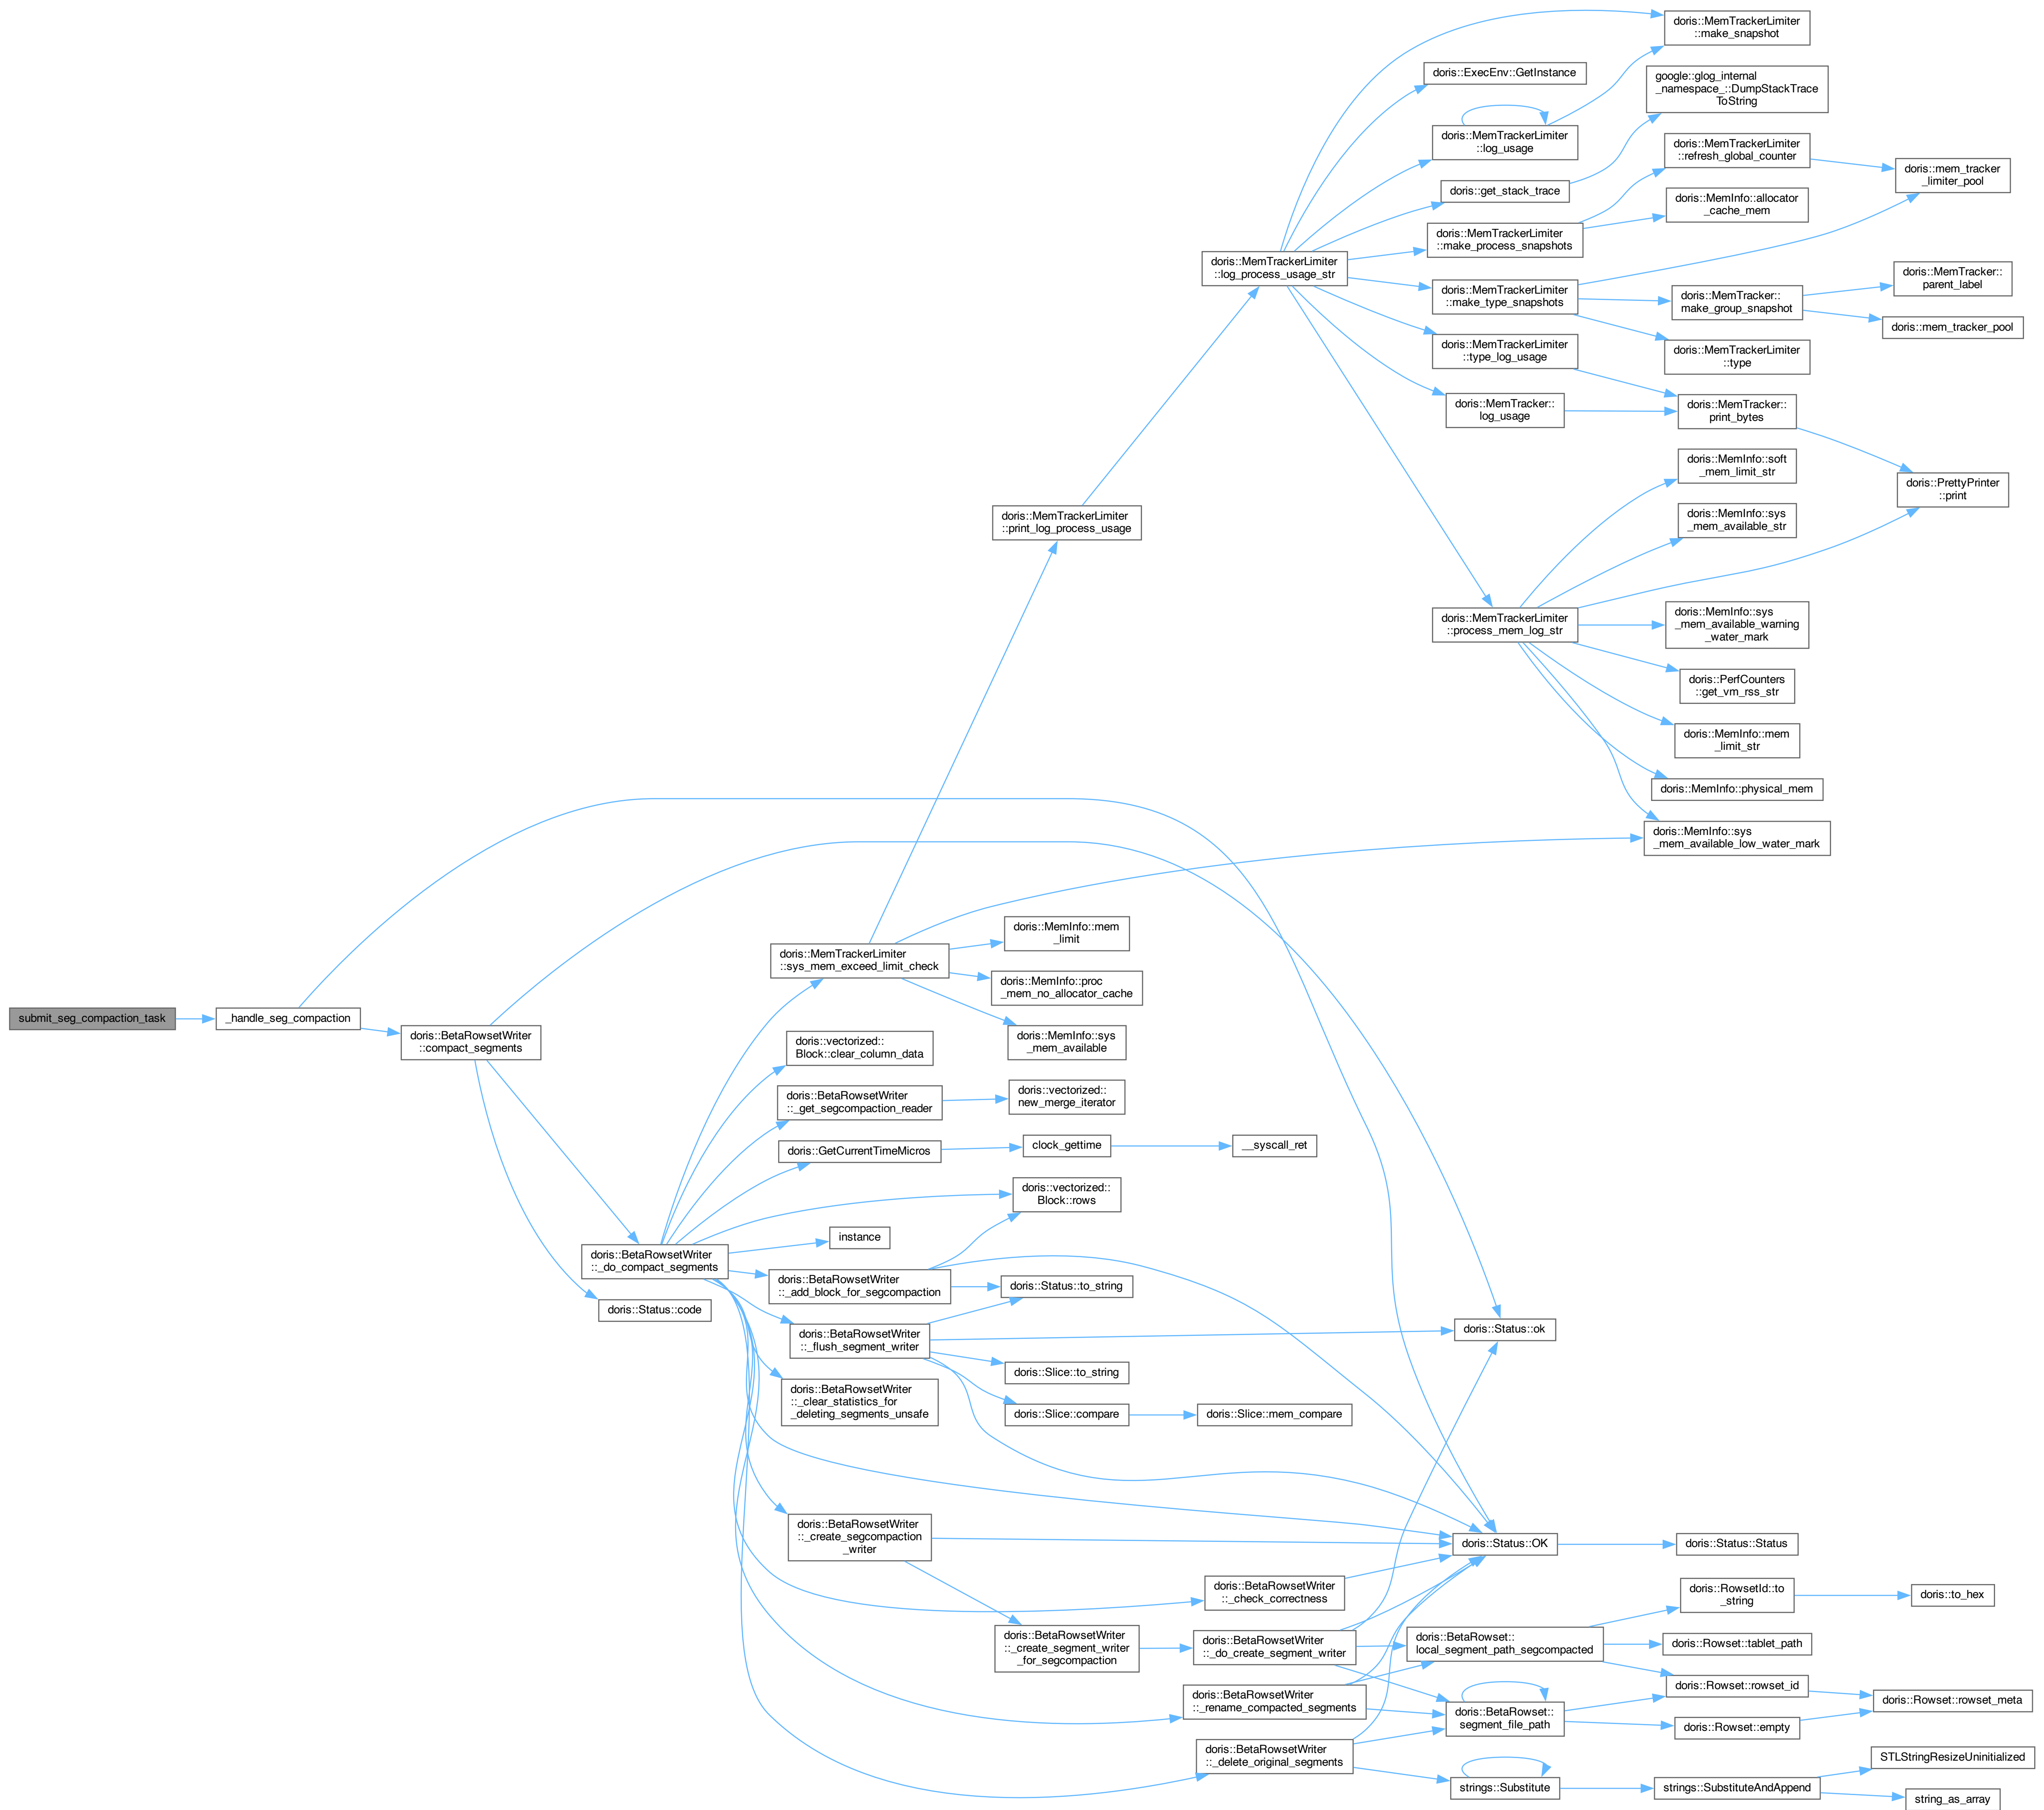 doris::MemTrackerLimiter
::make_snapshot
doris::ExecEnv::GetInstance
google::glog_internal
_namespace_::DumpStackTrace
ToString
doris::MemTrackerLimiter
::log_usage
doris::MemTrackerLimiter
::refresh_global_counter
doris::mem_tracker
_limiter_pool
doris::get_stack_trace
doris::MemInfo::allocator
_cache_mem
doris::MemTrackerLimiter
::make_process_snapshots
doris::MemTrackerLimiter
::log_process_usage_str
doris::MemTrackerLimiter
::make_type_snapshots
doris::MemTracker::
make_group_snapshot
doris::MemTracker::
parent_label
doris::mem_tracker_pool
doris::MemTrackerLimiter
::type_log_usage
doris::MemTrackerLimiter
::type
doris::MemTracker::
log_usage
doris::MemTracker::
print_bytes
doris::MemInfo::soft
_mem_limit_str
doris::PrettyPrinter
::print
doris::MemTrackerLimiter
::print_log_process_usage
doris::MemInfo::sys
_mem_available_str
doris::MemTrackerLimiter
::process_mem_log_str
doris::MemInfo::sys
_mem_available_warning
_water_mark
doris::PerfCounters
::get_vm_rss_str
doris::MemInfo::mem
_limit_str
doris::MemInfo::physical_mem
doris::MemInfo::sys
_mem_available_low_water_mark
doris::MemTrackerLimiter
::sys_mem_exceed_limit_check
doris::MemInfo::mem
_limit
doris::MemInfo::proc
_mem_no_allocator_cache
submit_seg_compaction_task
_handle_seg_compaction
doris::BetaRowsetWriter
::compact_segments
doris::MemInfo::sys
_mem_available
doris::vectorized::
Block::clear_column_data
doris::BetaRowsetWriter
::_get_segcompaction_reader
doris::vectorized::
new_merge_iterator
doris::GetCurrentTimeMicros
clock_gettime
__syscall_ret
doris::vectorized::
Block::rows
instance
doris::BetaRowsetWriter
::_do_compact_segments
doris::BetaRowsetWriter
::_add_block_for_segcompaction
doris::Status::to_string
doris::Status::code
doris::BetaRowsetWriter
::_flush_segment_writer
doris::Status::ok
doris::Slice::to_string
doris::BetaRowsetWriter
::_clear_statistics_for
_deleting_segments_unsafe
doris::Slice::compare
doris::Slice::mem_compare
doris::BetaRowsetWriter
::_create_segcompaction
_writer
doris::Status::OK
doris::Status::Status
doris::BetaRowsetWriter
::_check_correctness
doris::RowsetId::to
_string
doris::to_hex
doris::BetaRowsetWriter
::_create_segment_writer
_for_segcompaction
doris::BetaRowsetWriter
::_do_create_segment_writer
doris::BetaRowset::
local_segment_path_segcompacted
doris::Rowset::tablet_path
doris::Rowset::rowset_id
doris::BetaRowsetWriter
::_rename_compacted_segments
doris::BetaRowset::
segment_file_path
doris::Rowset::rowset_meta
doris::Rowset::empty
doris::BetaRowsetWriter
::_delete_original_segments
strings::Substitute
strings::SubstituteAndAppend
STLStringResizeUninitialized
string_as_array